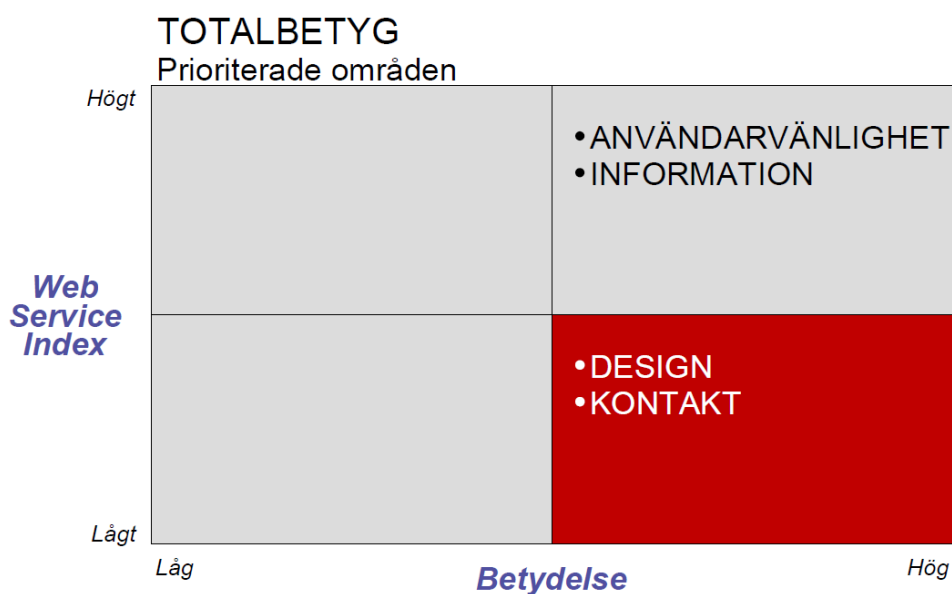 TOTALBETYG
Prioriterade områden
Högt
• ANVÄNDARVÄNLIGHET
• INFORMATION
Web
Service
Index
• DESIGN
• KONTAKT
Lågt
Låg
Betydelse
Hög